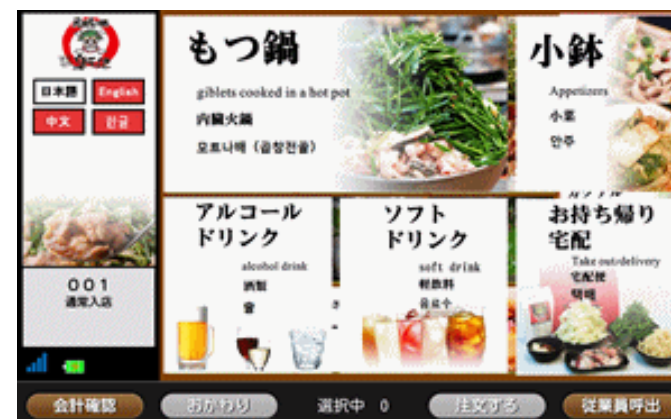 日本語
English
中文
한글
001
通常入店
もつ鍋
giblets cooked in a hot pot
内臓火鍋
모트나베 (곱창전골)
小鉢
Appetizers
小菜
안주
アルコール
ドリンク
alcohol drink
酒類
술
ソフト
ドリンク
soft drink
軽飲料
음료수
お持ち帰り
宅配
Take out/delivery
宅配便
会計確認
おかわり
選択中 0
注文する
従業員呼出